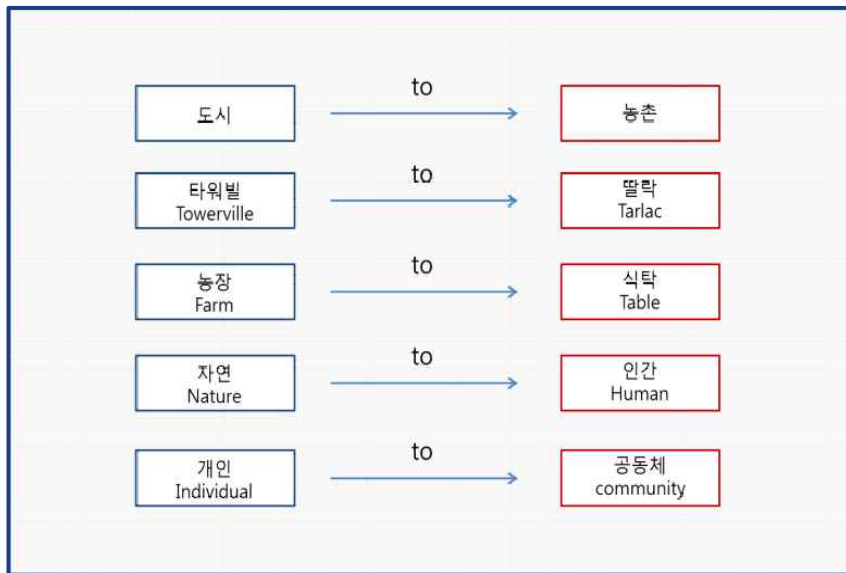 도시 to 농촌
타워빌 to 딸락
Towerville Tarlac
농장 to 식탁
Farm Table
자연 to 인간
Nature Human
개인 to 공동체
Individual community